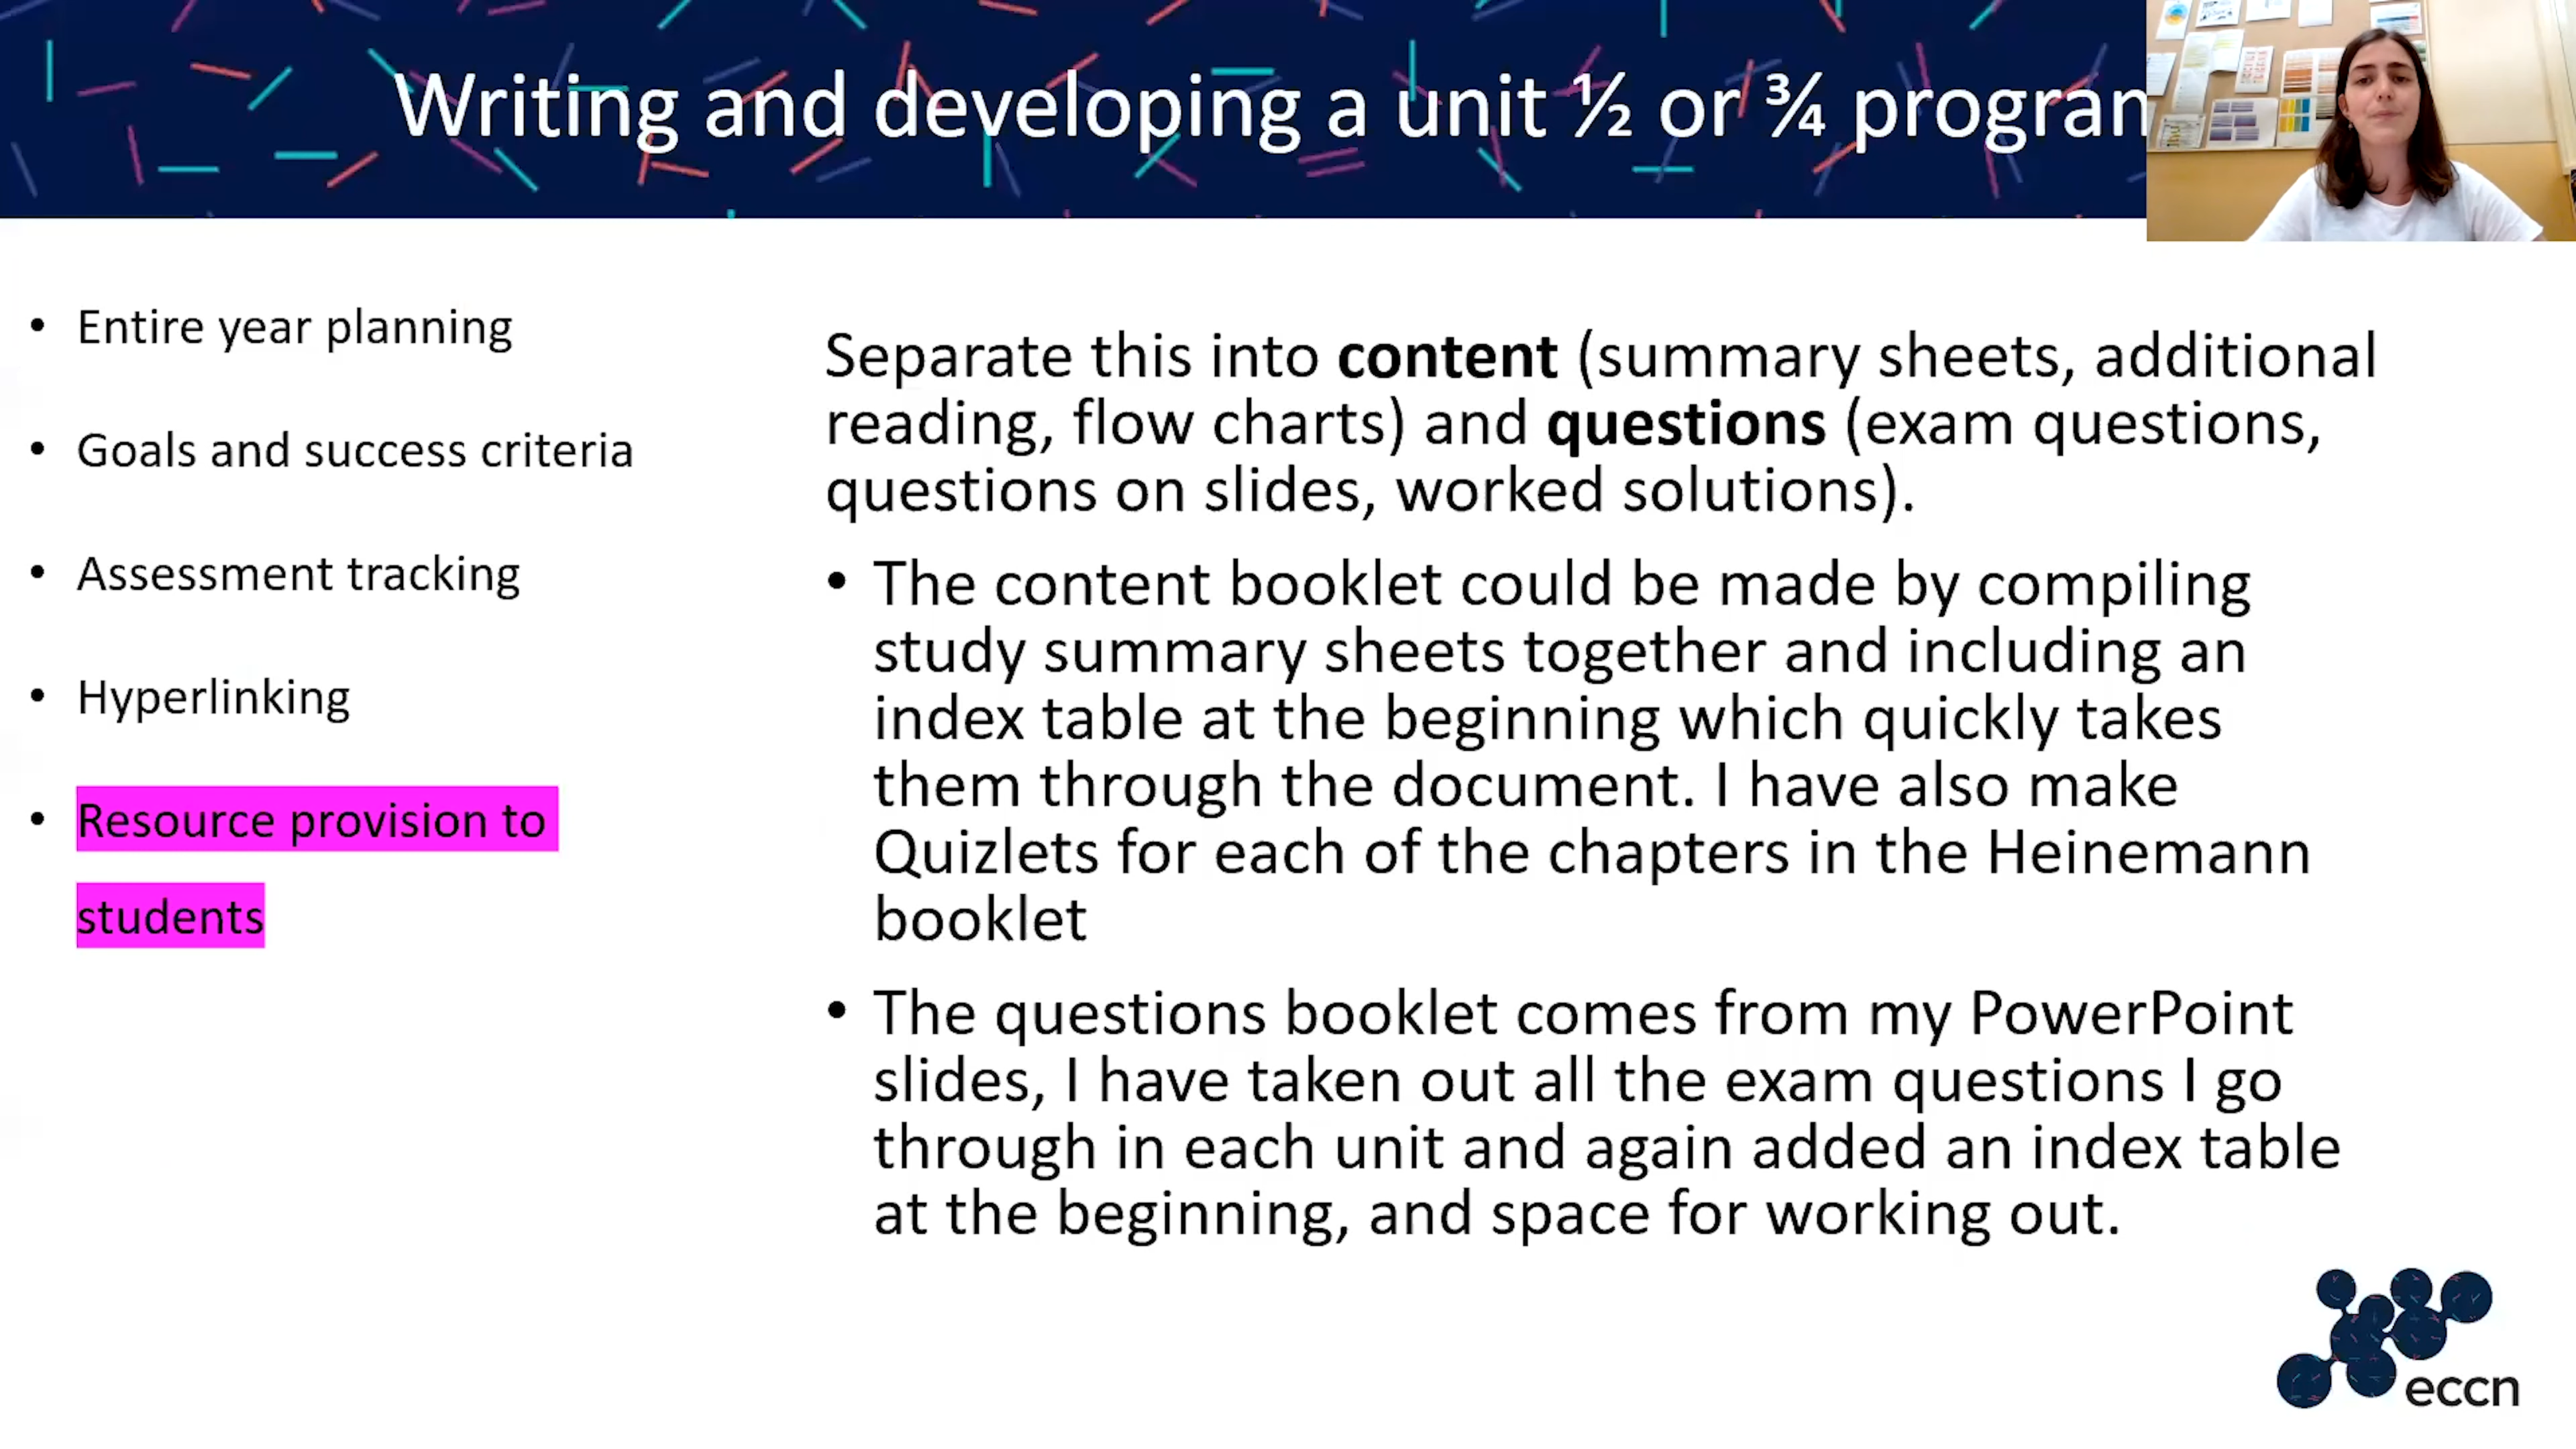 Writing and developing a unit ½ or ¾ program
• Entire year planning
• Goals and success criteria
• Assessment tracking
• Hyperlinking
• Resource provision to
students
Separate this into content (summary sheets, additional
reading, flow charts) and questions (exam questions,
questions on slides, worked solutions).
• The content booklet could be made by compiling
study summary sheets together and including an
index table at the beginning which quickly takes
them through the document. I have also make
Quizlets for each of the chapters in the Heinemann
booklet
• The questions booklet comes from my PowerPoint
slides, I have taken out all the exam questions I go
through in each unit and again added an index table
at the beginning, and space for working out.
eccn